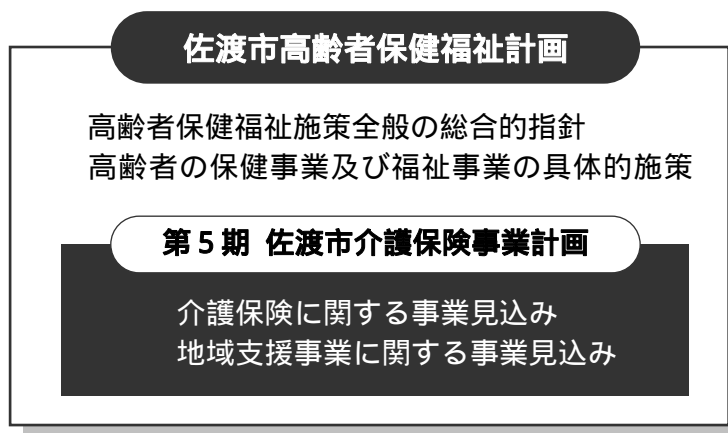 佐渡市高齢者保健福祉計画
高齢者保健福祉施策全般の総合的指針
高齢者の保健事業及び福祉事業の具体的施策
第5期 佐渡市介護保険事業計画
介護保険に関する事業見込み
地域支援事業に関する事業見込み